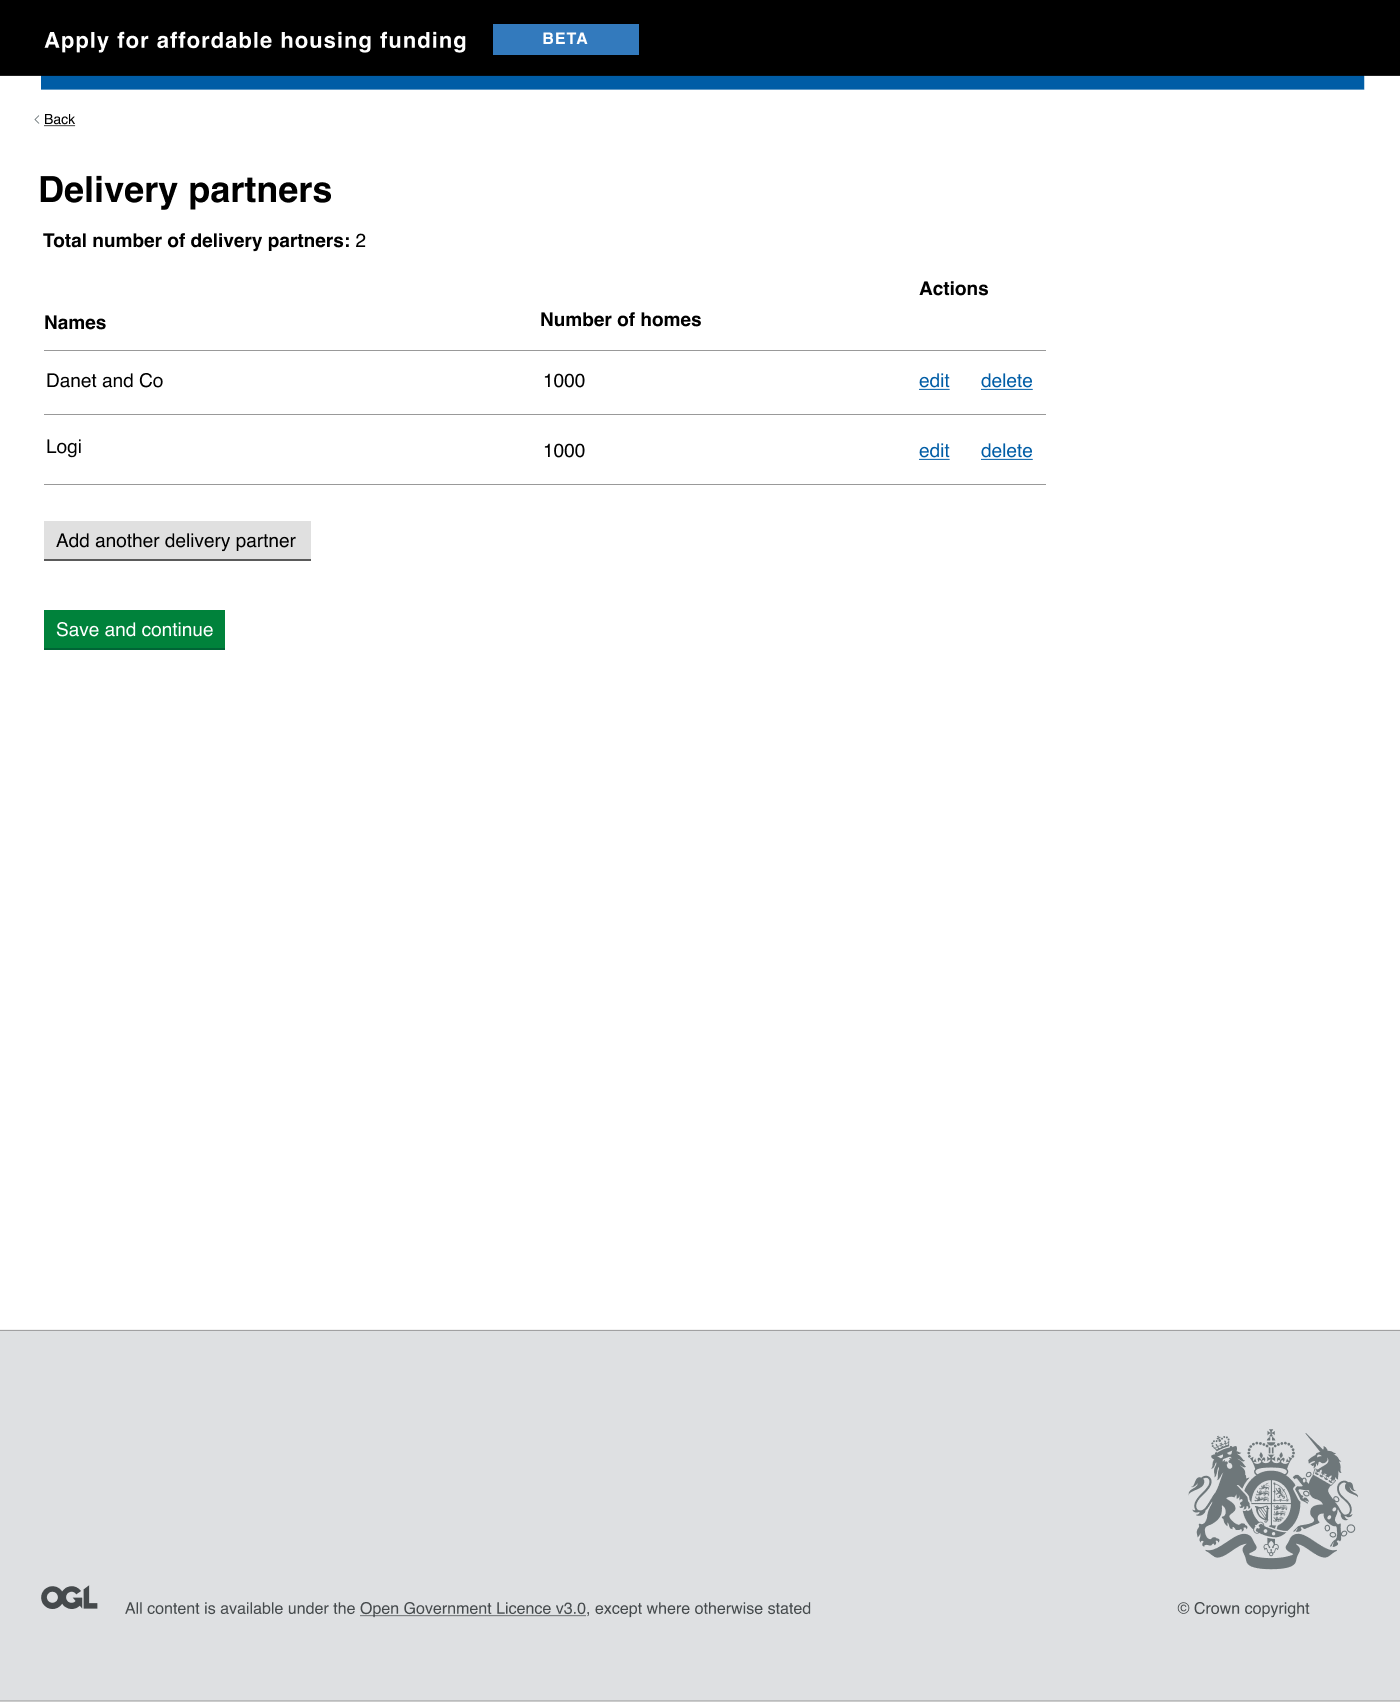 Apply for affordable housing funding BETA
Back
Delivery partners
Total number of delivery partners: 2
Names Number of homes Actions
Danet and Co 1000 edit delete
Logi 1000 edit delete
Add another delivery partner
Save and continue
OGL All content is available under the Open Government Licence v3.0, except where otherwise stated © Crown copyright